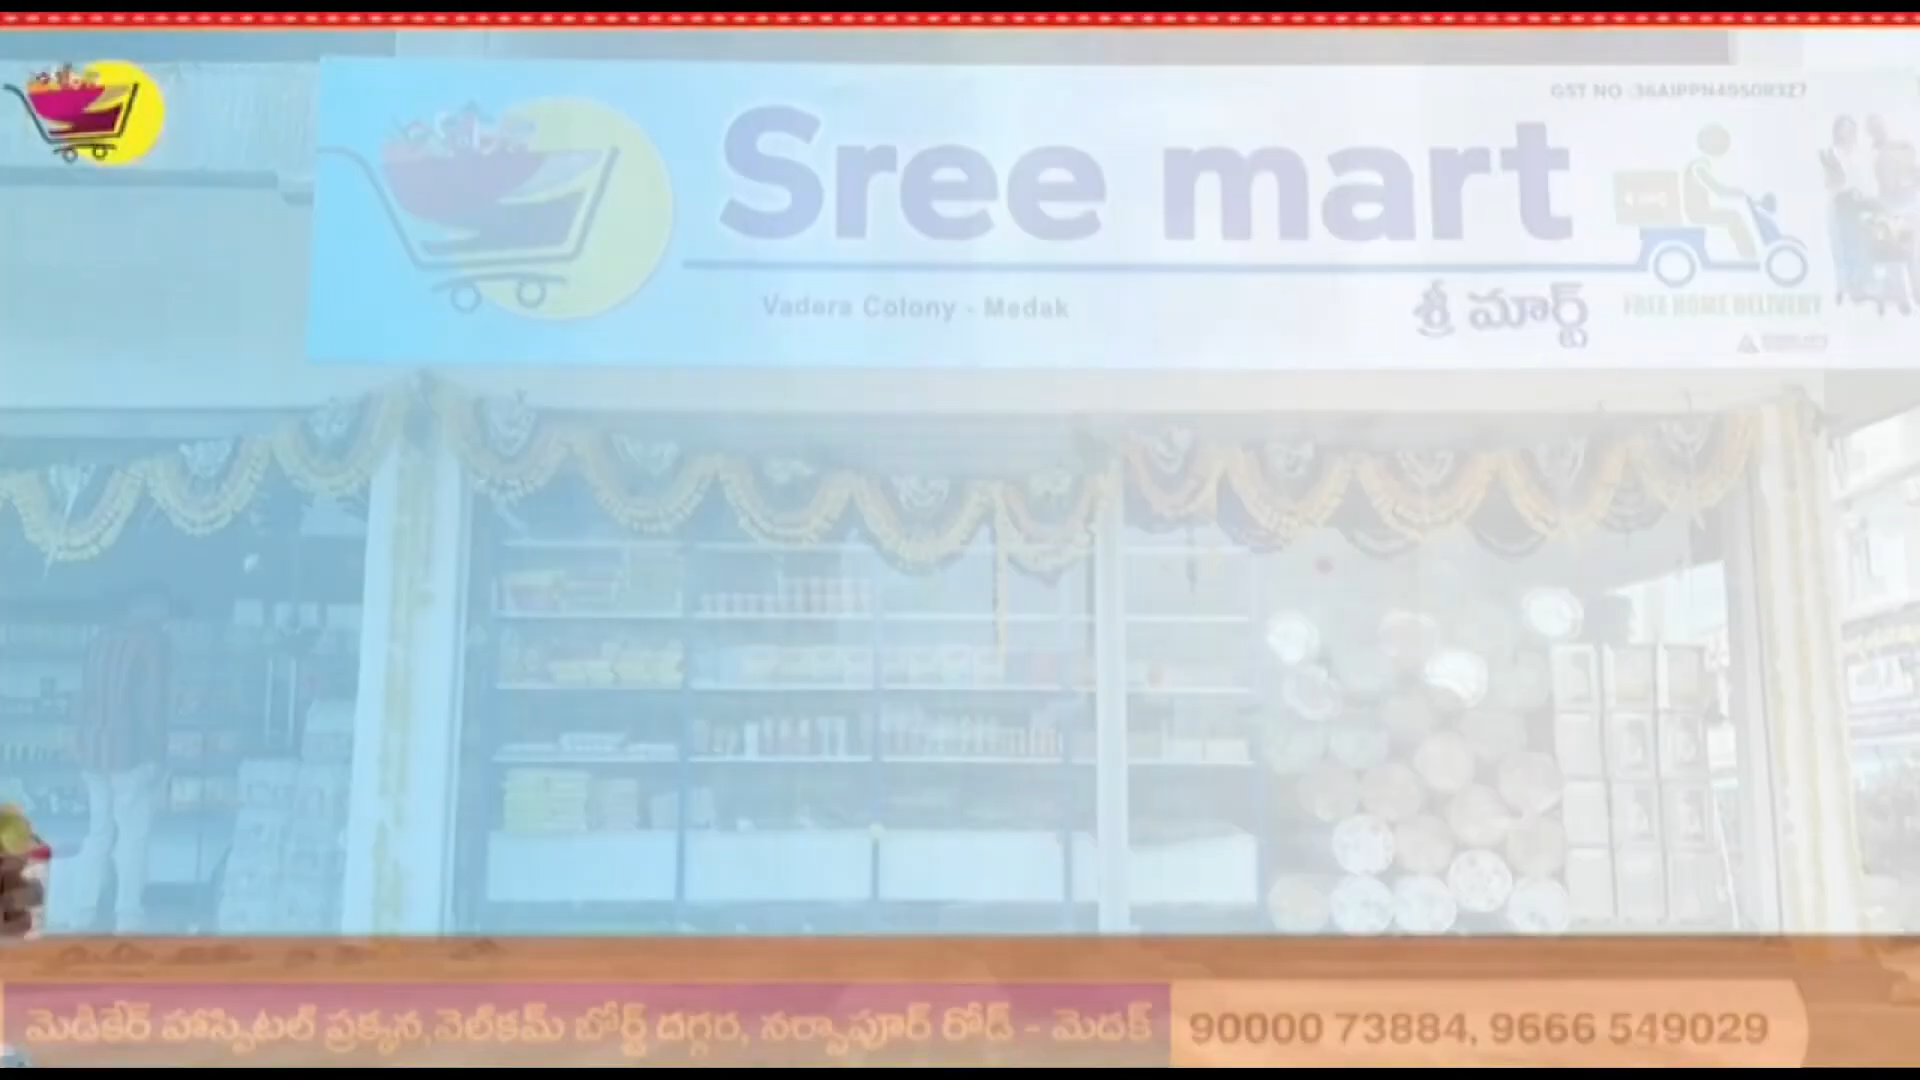 GST NO :36AIPPN4950R3Z7
Sree mart
Vadera Colony - Medak
శ్రీ మార్ట్
FREE HOME DELIVERY
మెడికేర్ హాస్పిటల్ ప్రక్కన,వెల్‌కమ్ బోర్డ్ దగ్గర, నర్సాపూర్ రోడ్ - మెదక్
90000 73884, 9666 549029